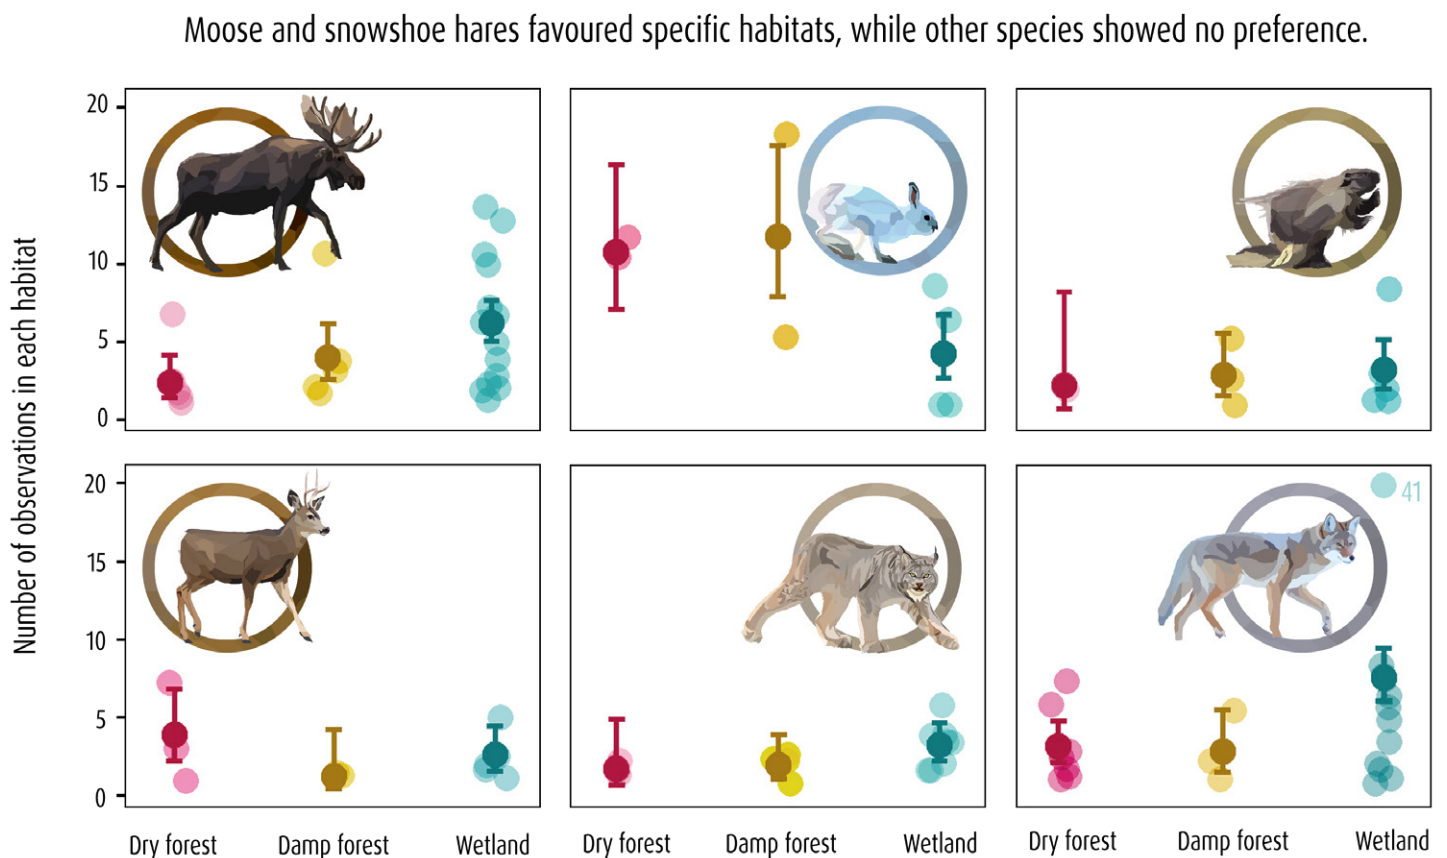 Moose and snowshoe hares favoured specific habitats, while other species showed no preference.
Number of observations in each habitat
20
15
10
5
0
20
15
10
5
0
41
Dry forest
Damp forest
Wetland
Dry forest
Damp forest
Wetland
Dry forest
Damp forest
Wetland